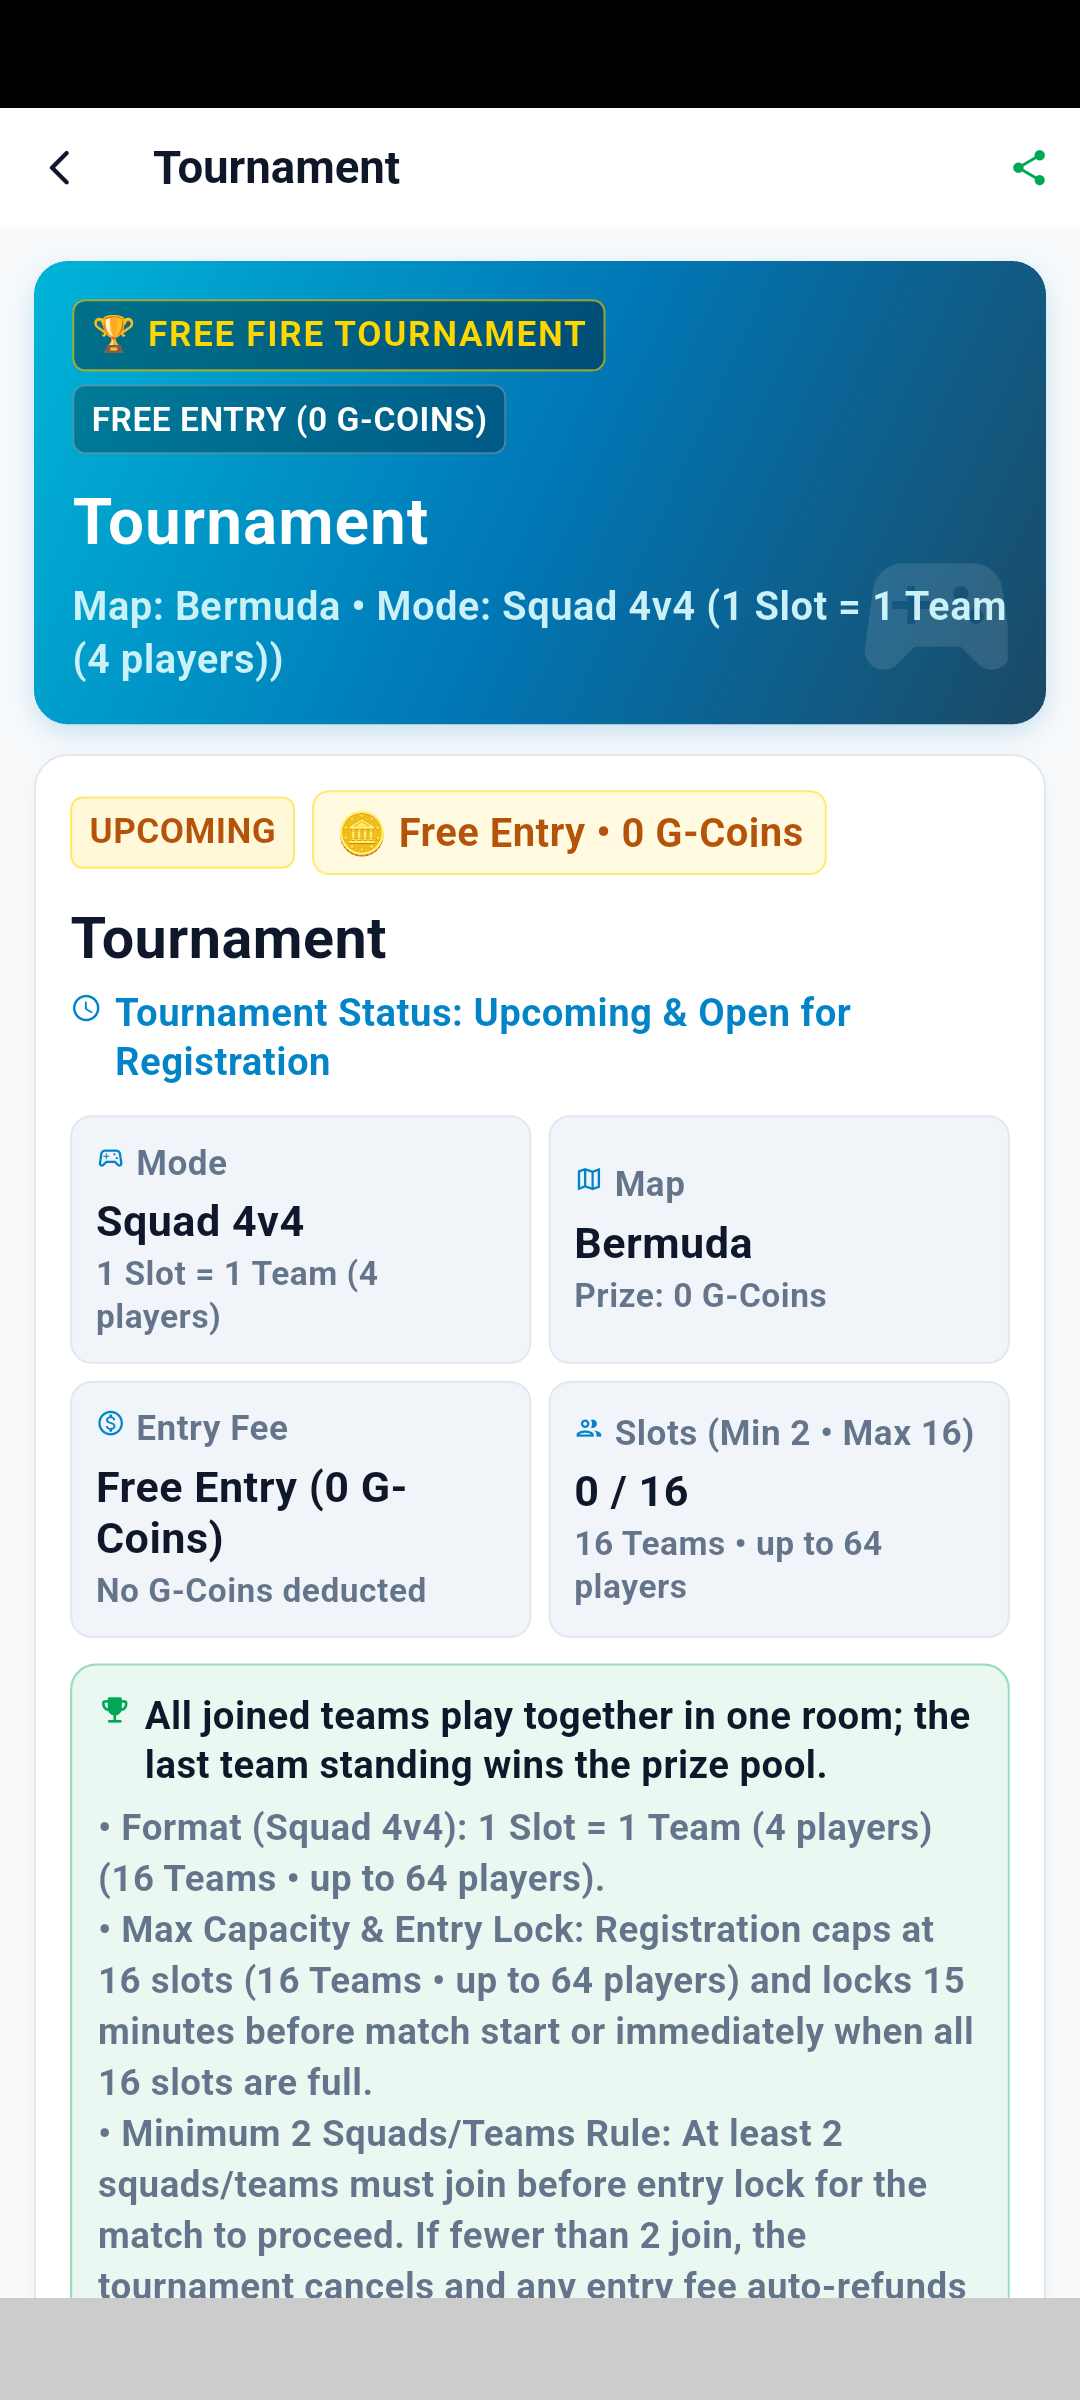 Tournament
🏆 FREE FIRE TOURNAMENT
FREE ENTRY (0 G-COINS)
Tournament
Map: Bermuda • Mode: Squad 4v4 (1 Slot = 1 Team
(4 players))
UPCOMING
🪙 Free Entry • 0 G-Coins
Tournament
Tournament Status: Upcoming & Open for
Registration
Mode
Squad 4v4
1 Slot = 1 Team (4
players)
Map
Bermuda
Prize: 0 G-Coins
Entry Fee
Free Entry (0 G-
Coins)
No G-Coins deducted
Slots (Min 2 • Max 16)
0 / 16
16 Teams • up to 64
players
All joined teams play together in one room; the
last team standing wins the prize pool.
• Format (Squad 4v4): 1 Slot = 1 Team (4 players)
(16 Teams • up to 64 players).
• Max Capacity & Entry Lock: Registration caps at
16 slots (16 Teams • up to 64 players) and locks 15
minutes before match start or immediately when all
16 slots are full.
• Minimum 2 Squads/Teams Rule: At least 2
squads/teams must join before entry lock for the
match to proceed. If fewer than 2 join, the
tournament cancels and any entry fee auto-refunds